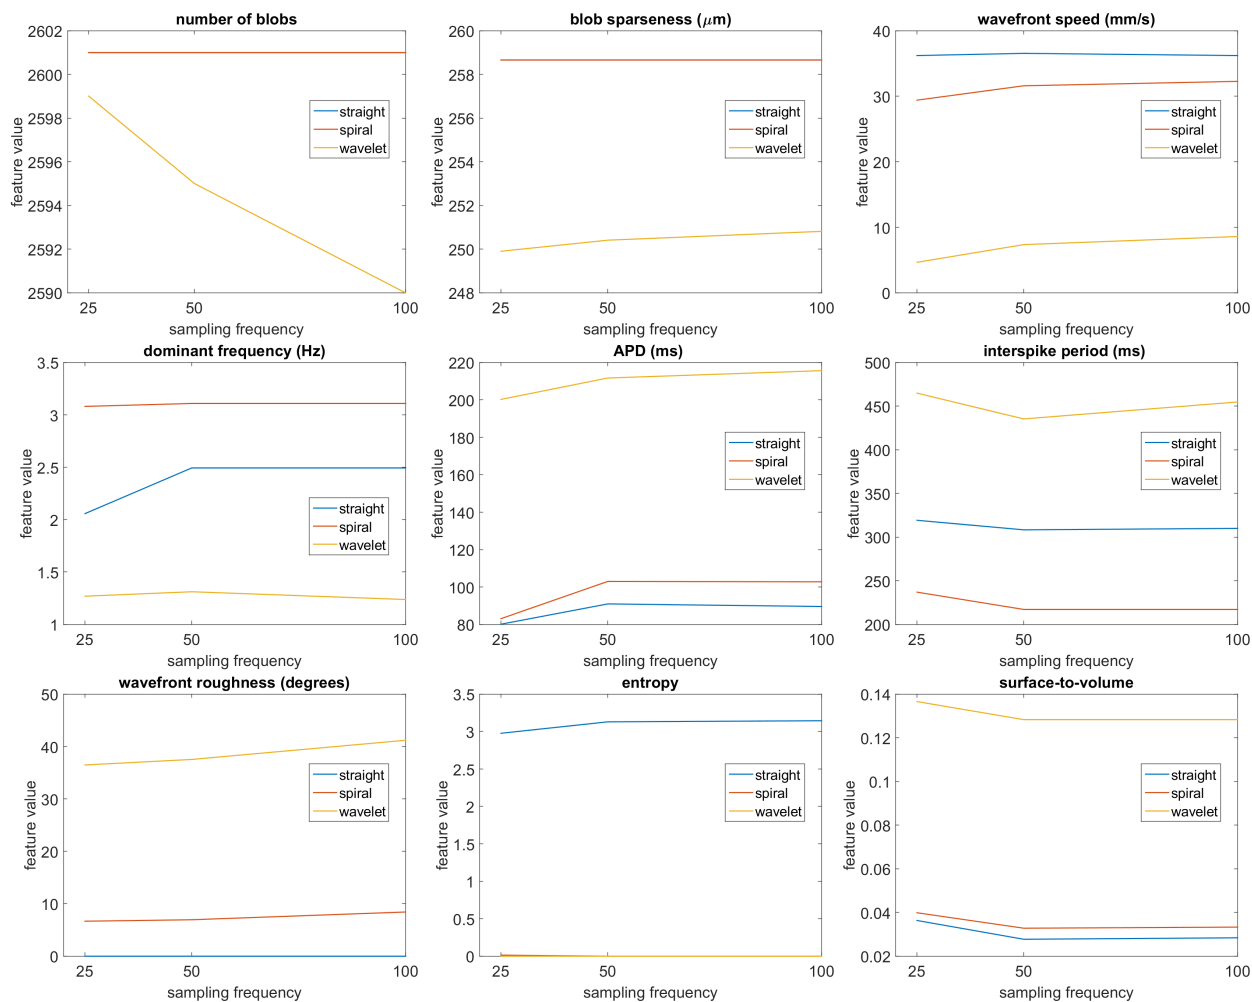 number of blobs
2602
2600
2598
2596
2594
2592
2590
feature value
straight
spiral
wavelet
25
50
100
sampling frequency
blob sparseness (μm)
260
258
256
254
252
250
248
feature value
straight
spiral
wavelet
25
50
100
sampling frequency
wavefront speed (mm/s)
40
30
20
10
0
feature value
straight
spiral
wavelet
25
50
100
sampling frequency
dominant frequency (Hz)
3.5
3
2.5
2
1.5
1
feature value
straight
spiral
wavelet
25
50
100
sampling frequency
APD (ms)
220
200
180
160
140
120
100
80
feature value
straight
spiral
wavelet
25
50
100
sampling frequency
interspike period (ms)
500
450
400
350
300
250
200
feature value
straight
spiral
wavelet
25
50
100
sampling frequency
wavefront roughness (degrees)
50
40
30
20
10
0
feature value
straight
spiral
wavelet
25
50
100
sampling frequency
entropy
3.5
3
2.5
2
1.5
1
0.5
0
feature value
straight
spiral
wavelet
25
50
100
sampling frequency
surface-to-volume
0.14
0.12
0.1
0.08
0.06
0.04
0.02
feature value
straight
spiral
wavelet
25
50
100
sampling frequency